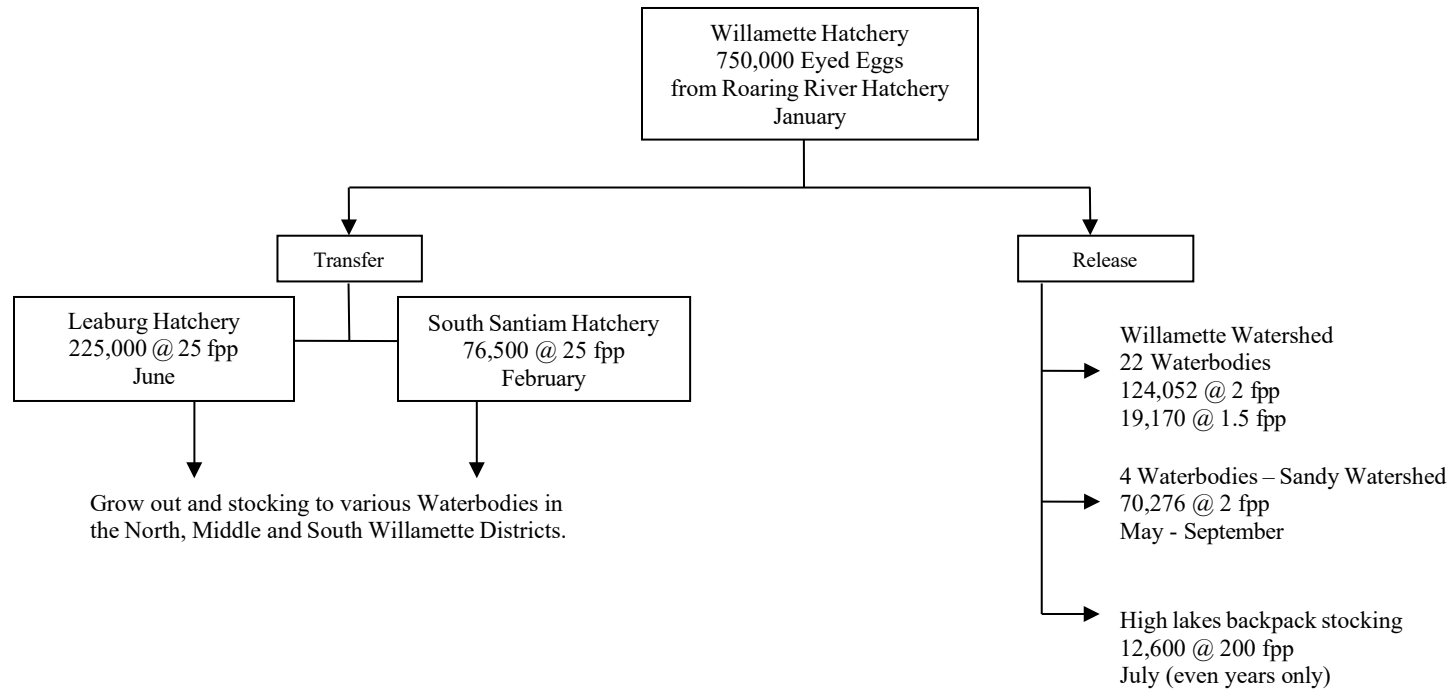 Willamette Hatchery
750,000 Eyed Eggs
from Roaring River Hatchery
January
Transfer
Release
Leaburg Hatchery
225,000 @ 25 fpp
June
South Santiam Hatchery
76,500 @ 25 fpp
February
Grow out and stocking to various Waterbodies in
the North, Middle and South Willamette Districts.
Willamette Watershed
22 Waterbodies
124,052 @ 2 fpp
19,170 @ 1.5 fpp
4 Waterbodies – Sandy Watershed
70,276 @ 2 fpp
May - September
High lakes backpack stocking
12,600 @ 200 fpp
July (even years only)